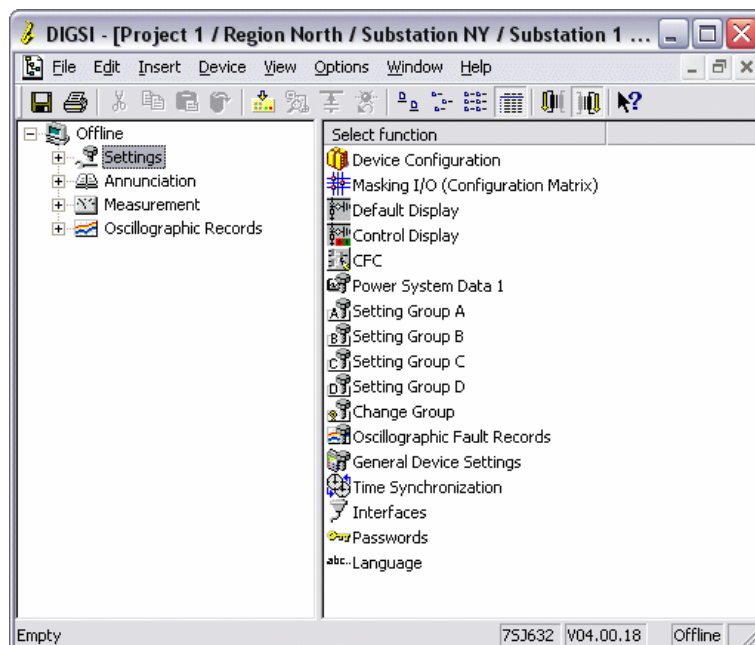 DIGSI - [Project 1 / Region North / Substation NY / Substation 1 ...
File Edit Insert Device View Options Window Help
Offline
Settings
Annunciation
Measurement
Oscillographic Records
Select function
Device Configuration
Masking I/O (Configuration Matrix)
Default Display
Control Display
CFC
Power System Data 1
A Setting Group A
B Setting Group B
C Setting Group C
D Setting Group D
Change Group
Oscillographic Fault Records
General Device Settings
Time Synchronization
Interfaces
Passwords
abc.. Language
Empty 7SJ632 V04.00.18 Offline